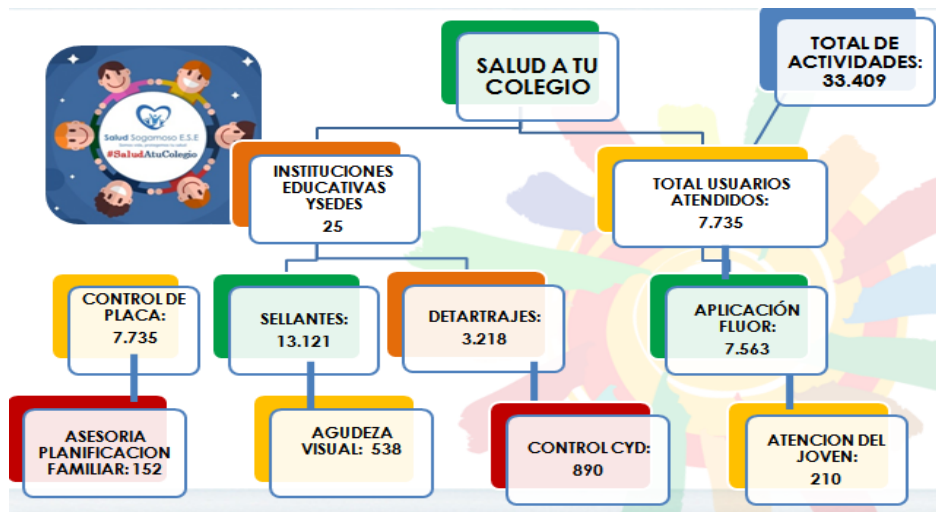 SALUD A TU
COLEGIO
TOTAL DE
ACTIVIDADES:
33.409
Salud Sogamoso E.S.E
#SaludAtuColegio
INSTITUCIONES
EDUCATIVAS
YSEDES
25
TOTAL USUARIOS
ATENDIDOS:
7.735
CONTROL DE
PLACA:
7.735
SELLANTES:
13.121
DETARTRAJES:
3.218
APLICACIÓN
FLUOR:
7.563
ASESORIA
PLANIFICACION
FAMILIAR: 152
AGUDEZA
VISUAL: 538
CONTROL CYD:
890
ATENCION DEL
JOVEN:
210